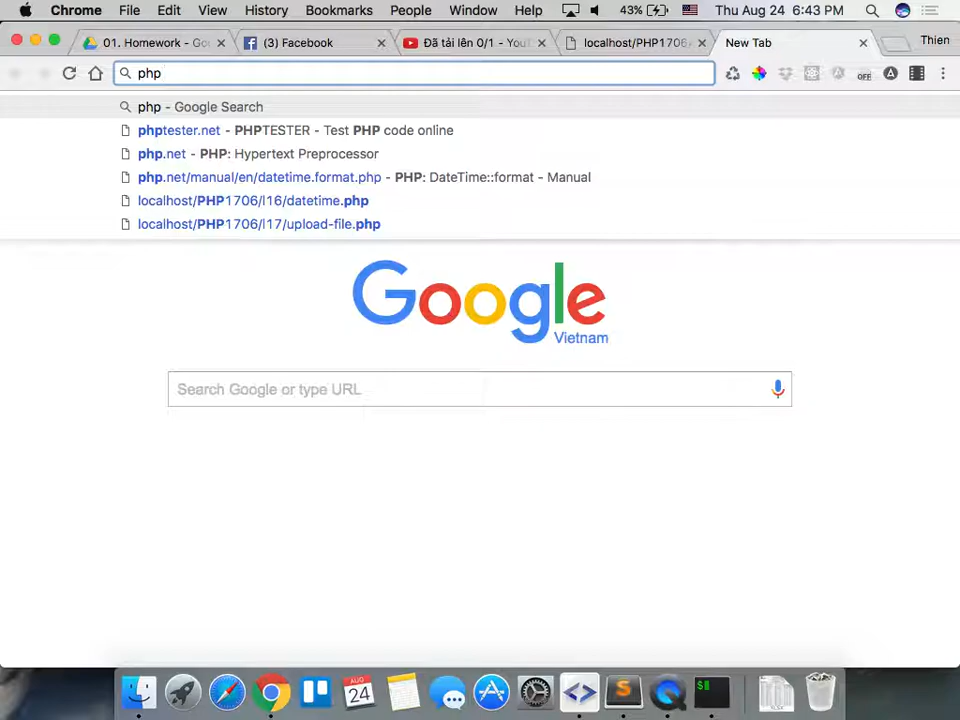 Chrome File Edit View History Bookmarks People Window Help 43% Thu Aug 24 6:43 PM
01. Homework - Go (3) Facebook Đã tải lên 0/1 - YouT localhost/PHP1706/ New Tab Thien
php OFF
php - Google Search
phptester.net - PHPTESTER - Test PHP code online
php.net - PHP: Hypertext Preprocessor
php.net/manual/en/datetime.format.php - PHP: DateTime::format - Manual
localhost/PHP1706/l16/datetime.php
localhost/PHP1706/l17/upload-file.php
Google
Vietnam
Search Google or type URL
AUG
24